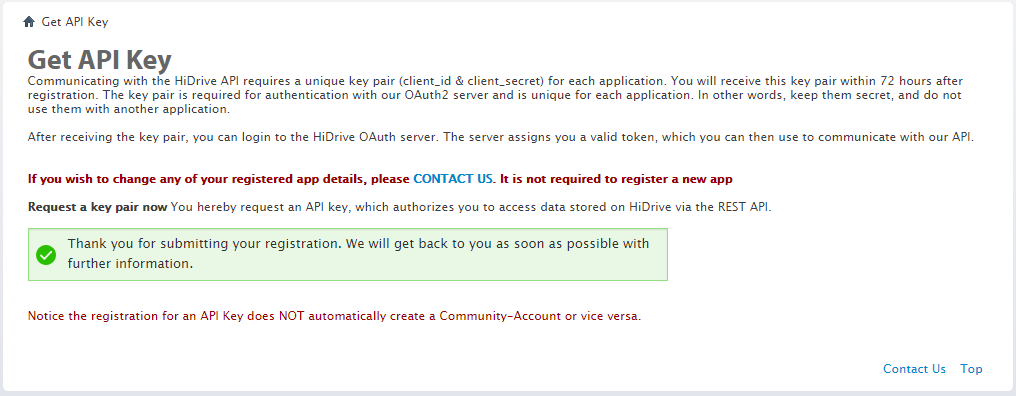 Get API Key
Get API Key
Communicating with the HiDrive API requires a unique key pair (client_id & client_secret) for each application. You will receive this key pair within 72 hours after
registration. The key pair is required for authentication with our OAuth2 server and is unique for each application. In other words, keep them secret, and do not
use them with another application.
After receiving the key pair, you can login to the HiDrive OAuth server. The server assigns you a valid token, which you can then use to communicate with our API.
If you wish to change any of your registered app details, please CONTACT US. It is not required to register a new app
Request a key pair now You hereby request an API key, which authorizes you to access data stored on HiDrive via the REST API.
Thank you for submitting your registration. We will get back to you as soon as possible with
further information.
Notice the registration for an API Key does NOT automatically create a Community-Account or vice versa.
Contact Us Top